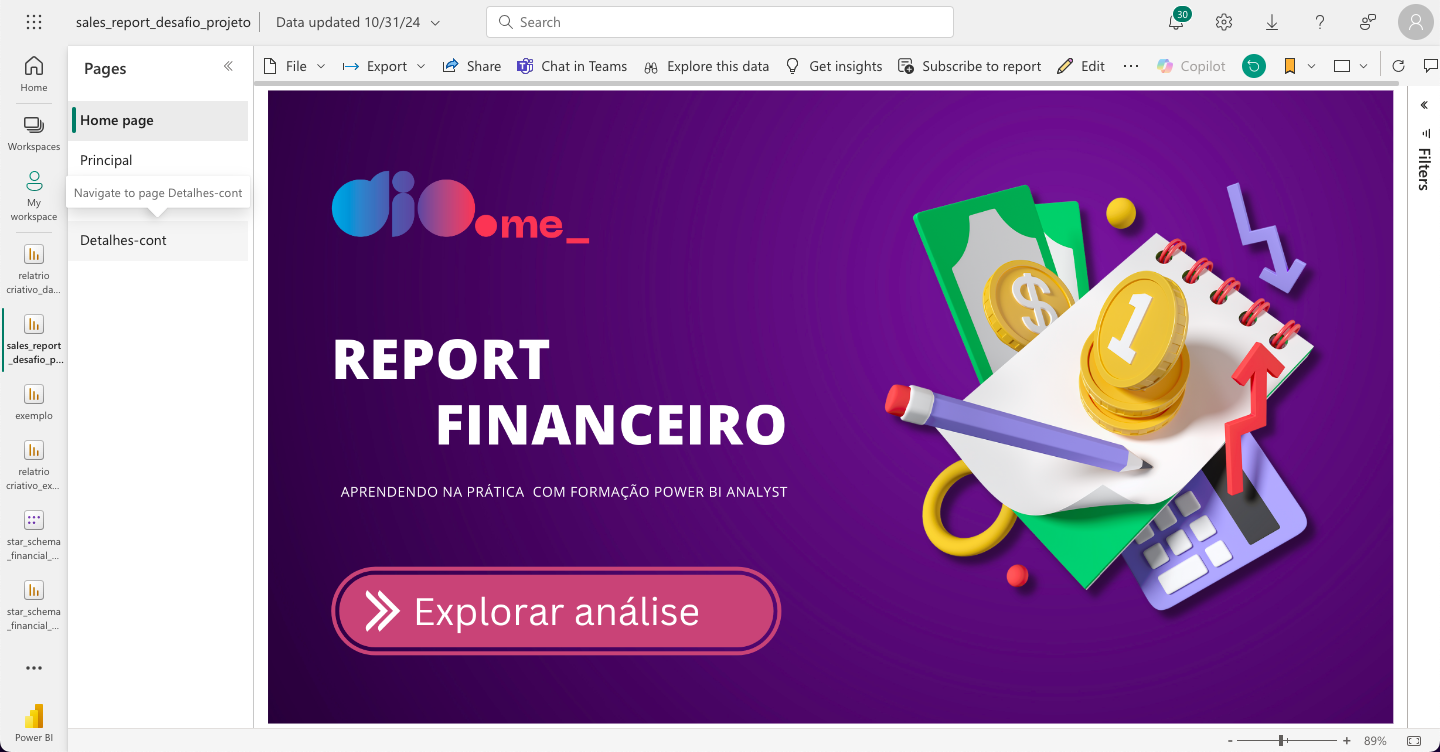 sales_report_desafio_projeto
Data updated 10/31/24
Search
30
Home
Workspaces
My
workspace
relatrio
criativo_da...
sales_report
_desafio_p...
exemplo
relatrio
criativo_ex...
star_schema
_financial_...
star_schema
_financial_...
Power BI
Pages
Home page
Principal
Navigate to page Detalhes-cont
Detalhes-cont
File
Export
Share
Chat in Teams
Explore this data
Get insights
Subscribe to report
Edit
Copilot
dio.me_
REPORT
FINANCEIRO
APRENDENDO NA PRÁTICA COM FORMAÇÃO POWER BI ANALYST
Explorar análise
$
1
Filters
- + 89%